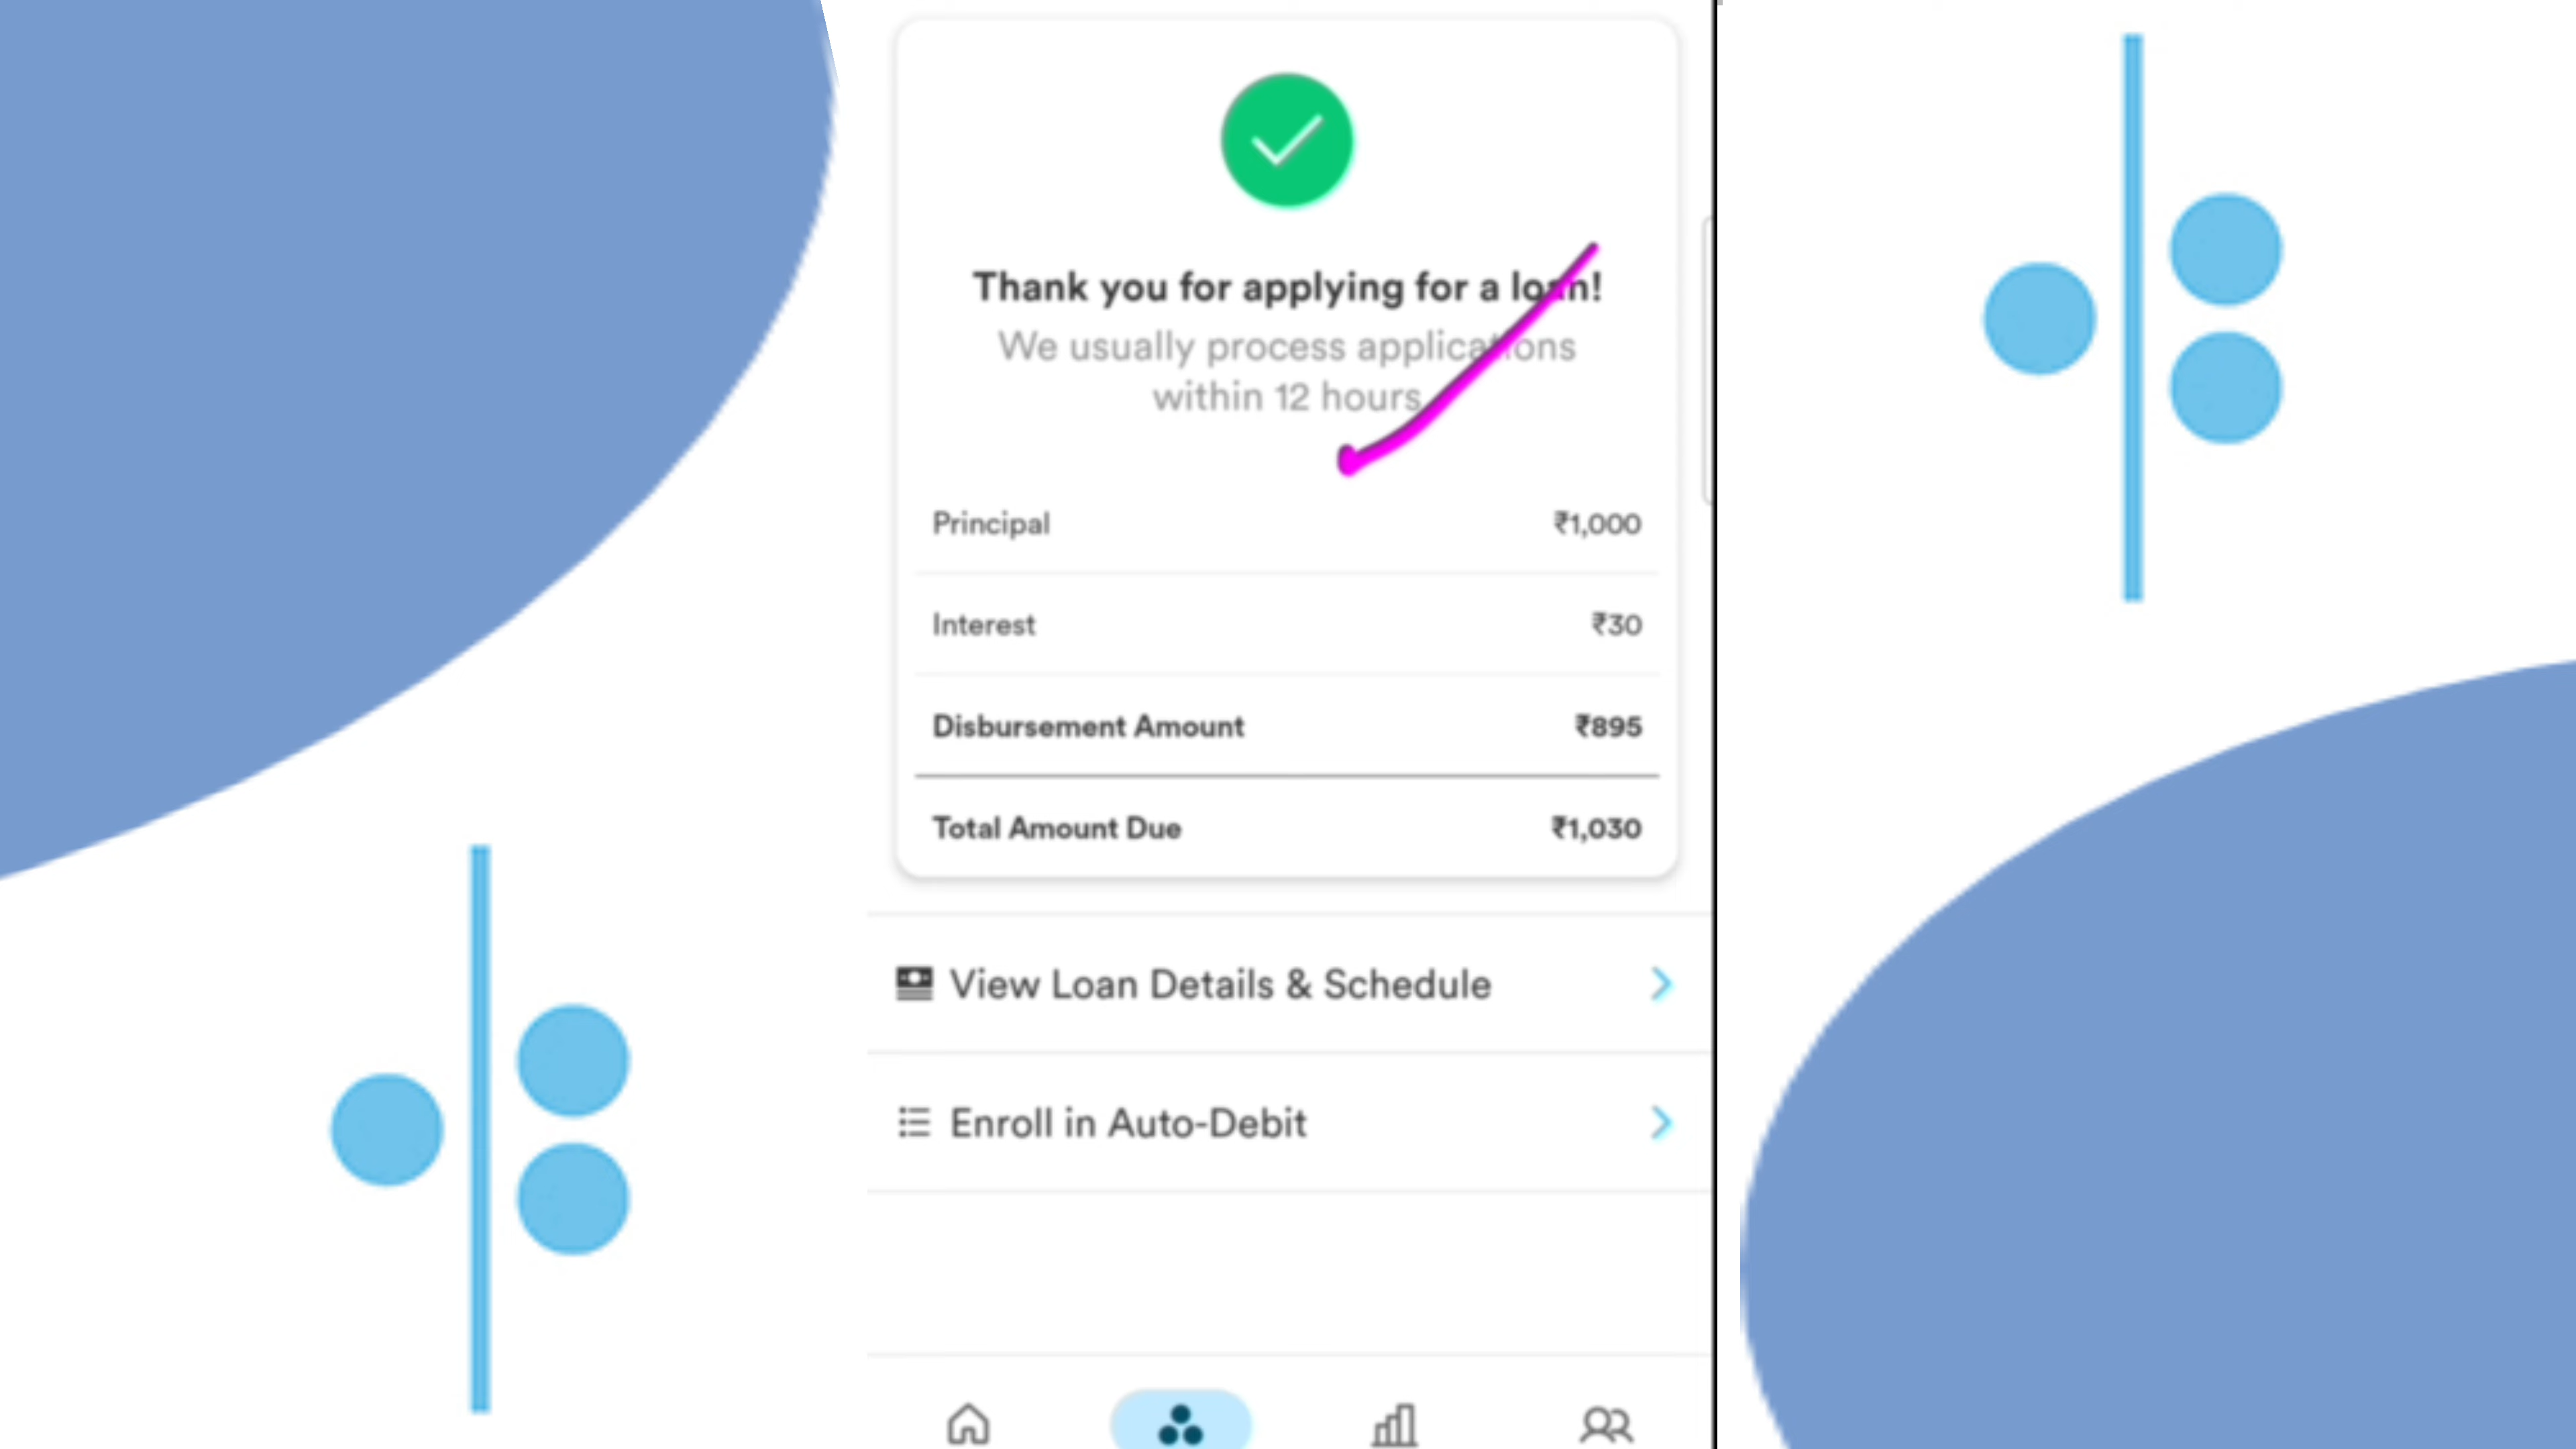 Thank you for applying for a loan!
We usually process applications
within 12 hours
Principal ₹1,000
Interest ₹30
Disbursement Amount ₹895
Total Amount Due ₹1,030
View Loan Details & Schedule
Enroll in Auto-Debit